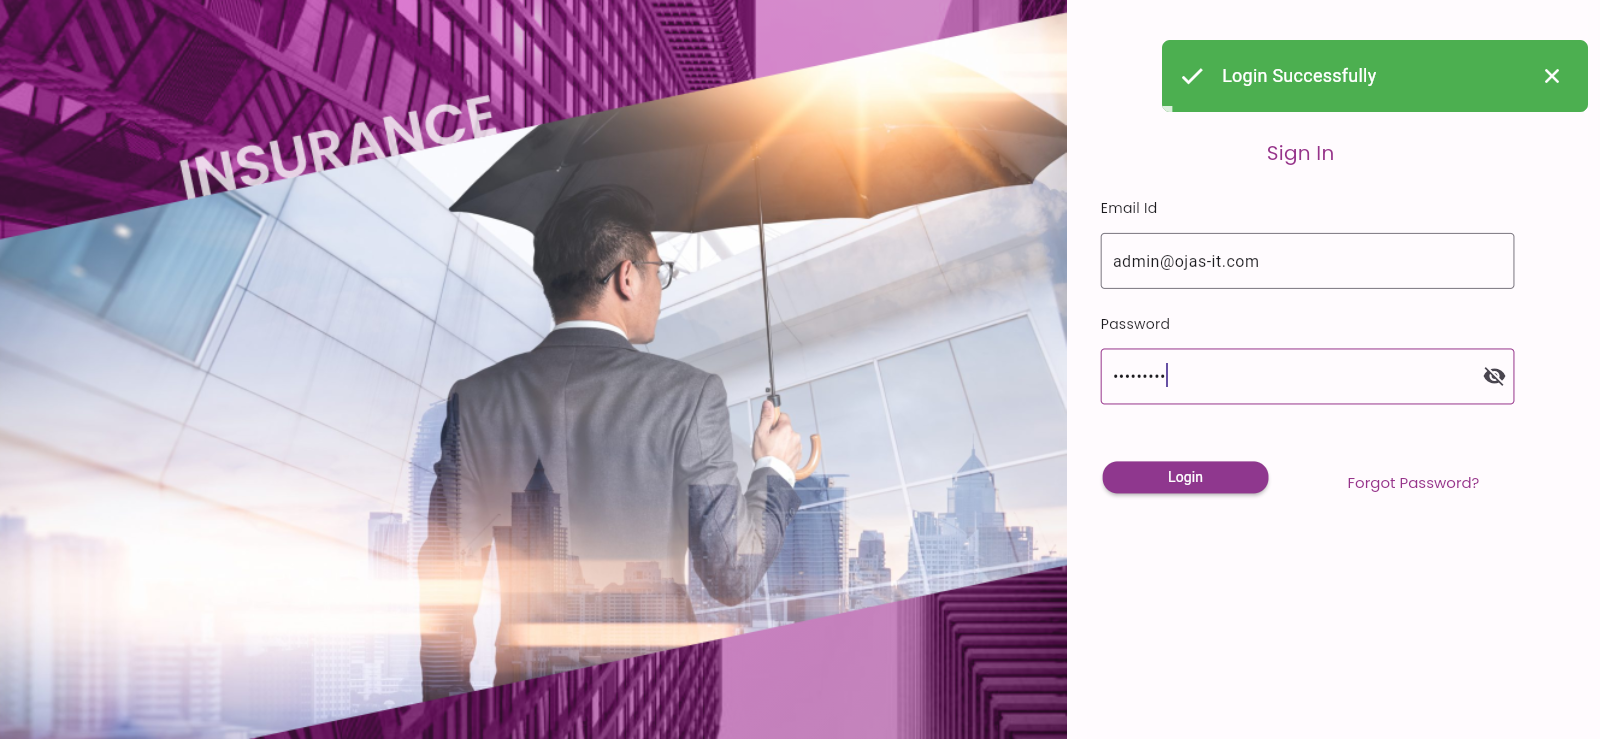 INSURANCE
Login Successfully
Sign In
Email Id
admin@ojas-it.com
Password
•••••••••
Login
Forgot Password?